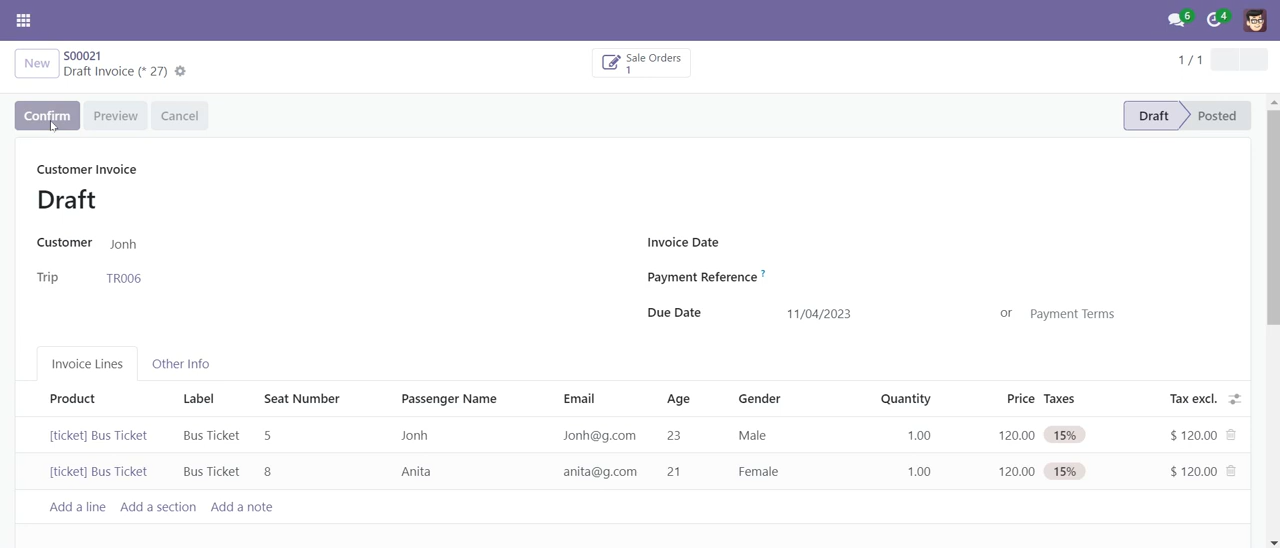 6 4
New S00021 Sale Orders 1 / 1
Draft Invoice (* 27) 1
Confirm Preview Cancel Draft Posted
Customer Invoice
Draft
Customer Jonh Invoice Date
Trip TR006 Payment Reference ?
Due Date 11/04/2023 or Payment Terms
Invoice Lines Other Info
Product Label Seat Number Passenger Name Email Age Gender Quantity Price Taxes Tax excl.
[ticket] Bus Ticket Bus Ticket 5 Jonh Jonh@g.com 23 Male 1.00 120.00 15% $ 120.00
[ticket] Bus Ticket Bus Ticket 8 Anita anita@g.com 21 Female 1.00 120.00 15% $ 120.00
Add a line Add a section Add a note